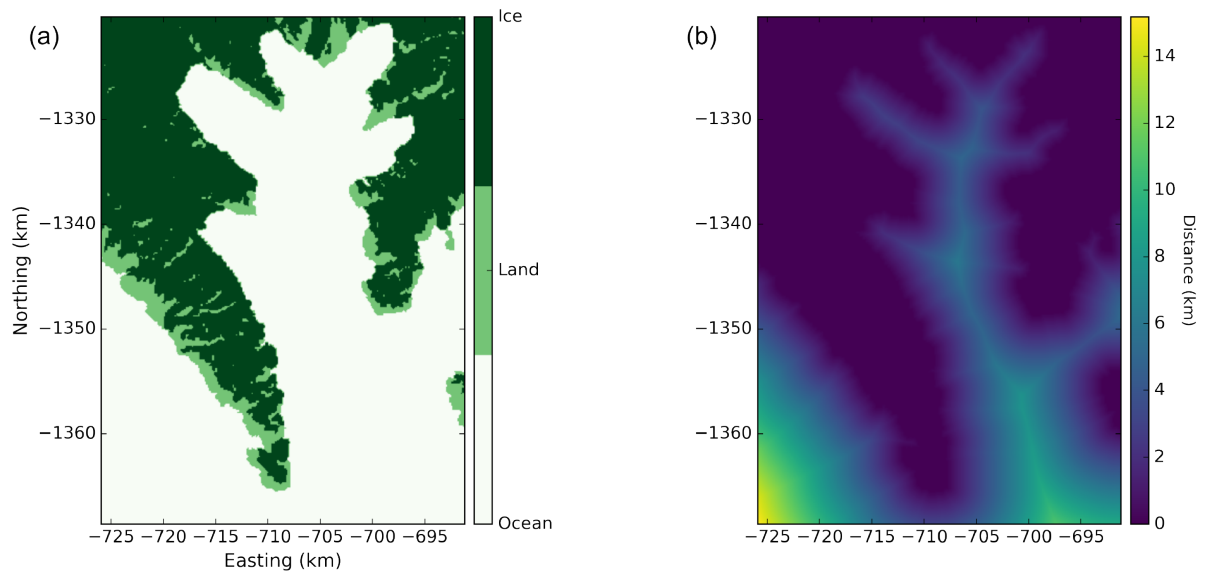 (a)
Ice
Land
Ocean
−1330
−1340
−1350
−1360
Northing (km)
−725 −720 −715 −710 −705 −700 −695
Easting (km)
(b)
−1330
−1340
−1350
−1360
−725 −720 −715 −710 −705 −700 −695
14
12
10
8
6
4
2
0
Distance (km)